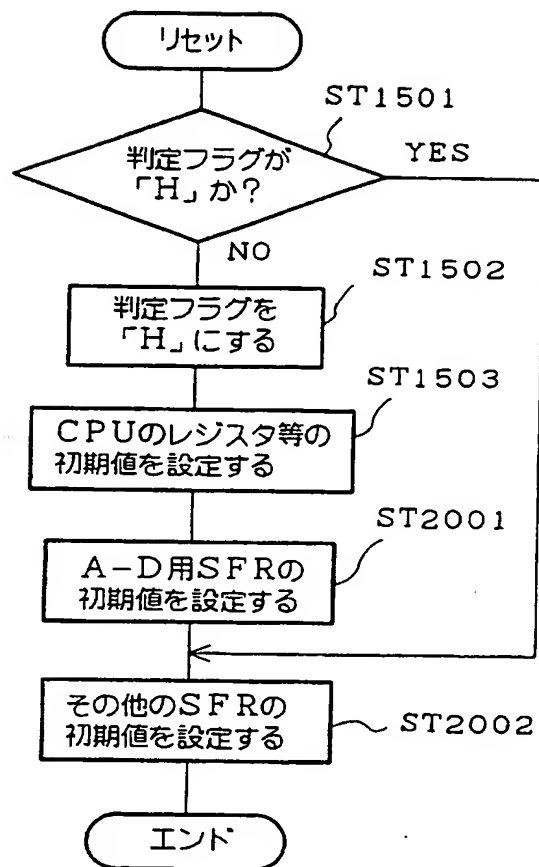 リセット
ST1501
判定フラグが
「H」か?
YES
NO
ST1502
判定フラグを
「H」にする
ST1503
CPUのレジスタ等の
初期値を設定する
ST2001
A-D用SFRの
初期値を設定する
その他のSFRの
初期値を設定する
ST2002
エンド